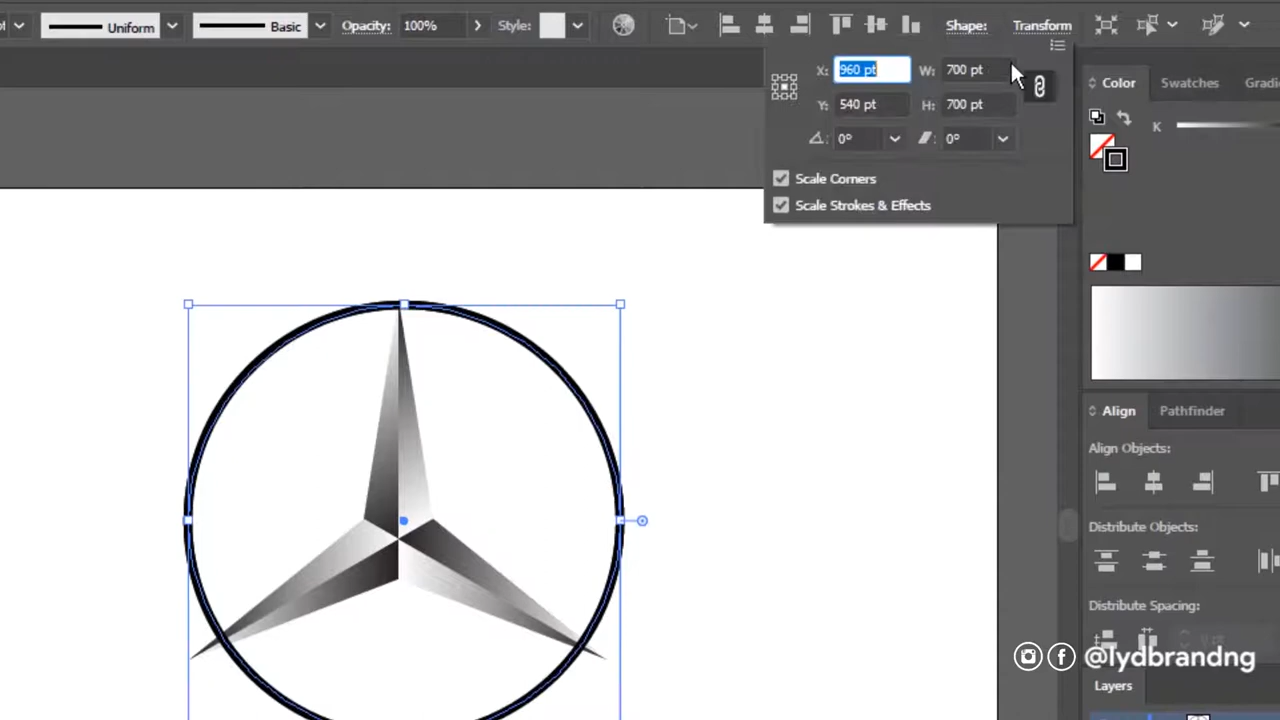 Uniform Basic Opacity: 100% Style: Shape: Transform
X: 960 pt W: 700 pt
Y: 540 pt H: 700 pt
0° 0°
Scale Corners
Scale Strokes & Effects
Color Swatches Gradi
K
Align Pathfinder
Align Objects:
Distribute Objects:
Distribute Spacing:
@lydbrandng
Layers